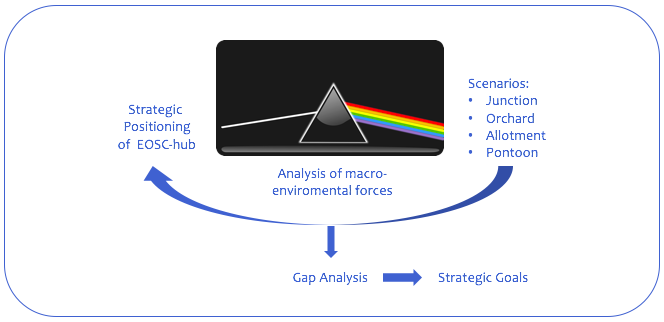 Strategic
Positioning
of EOSC-hub
Analysis of macro-
enviromental forces
Scenarios:
• Junction
• Orchard
• Allotment
• Pontoon
Gap Analysis
Strategic Goals